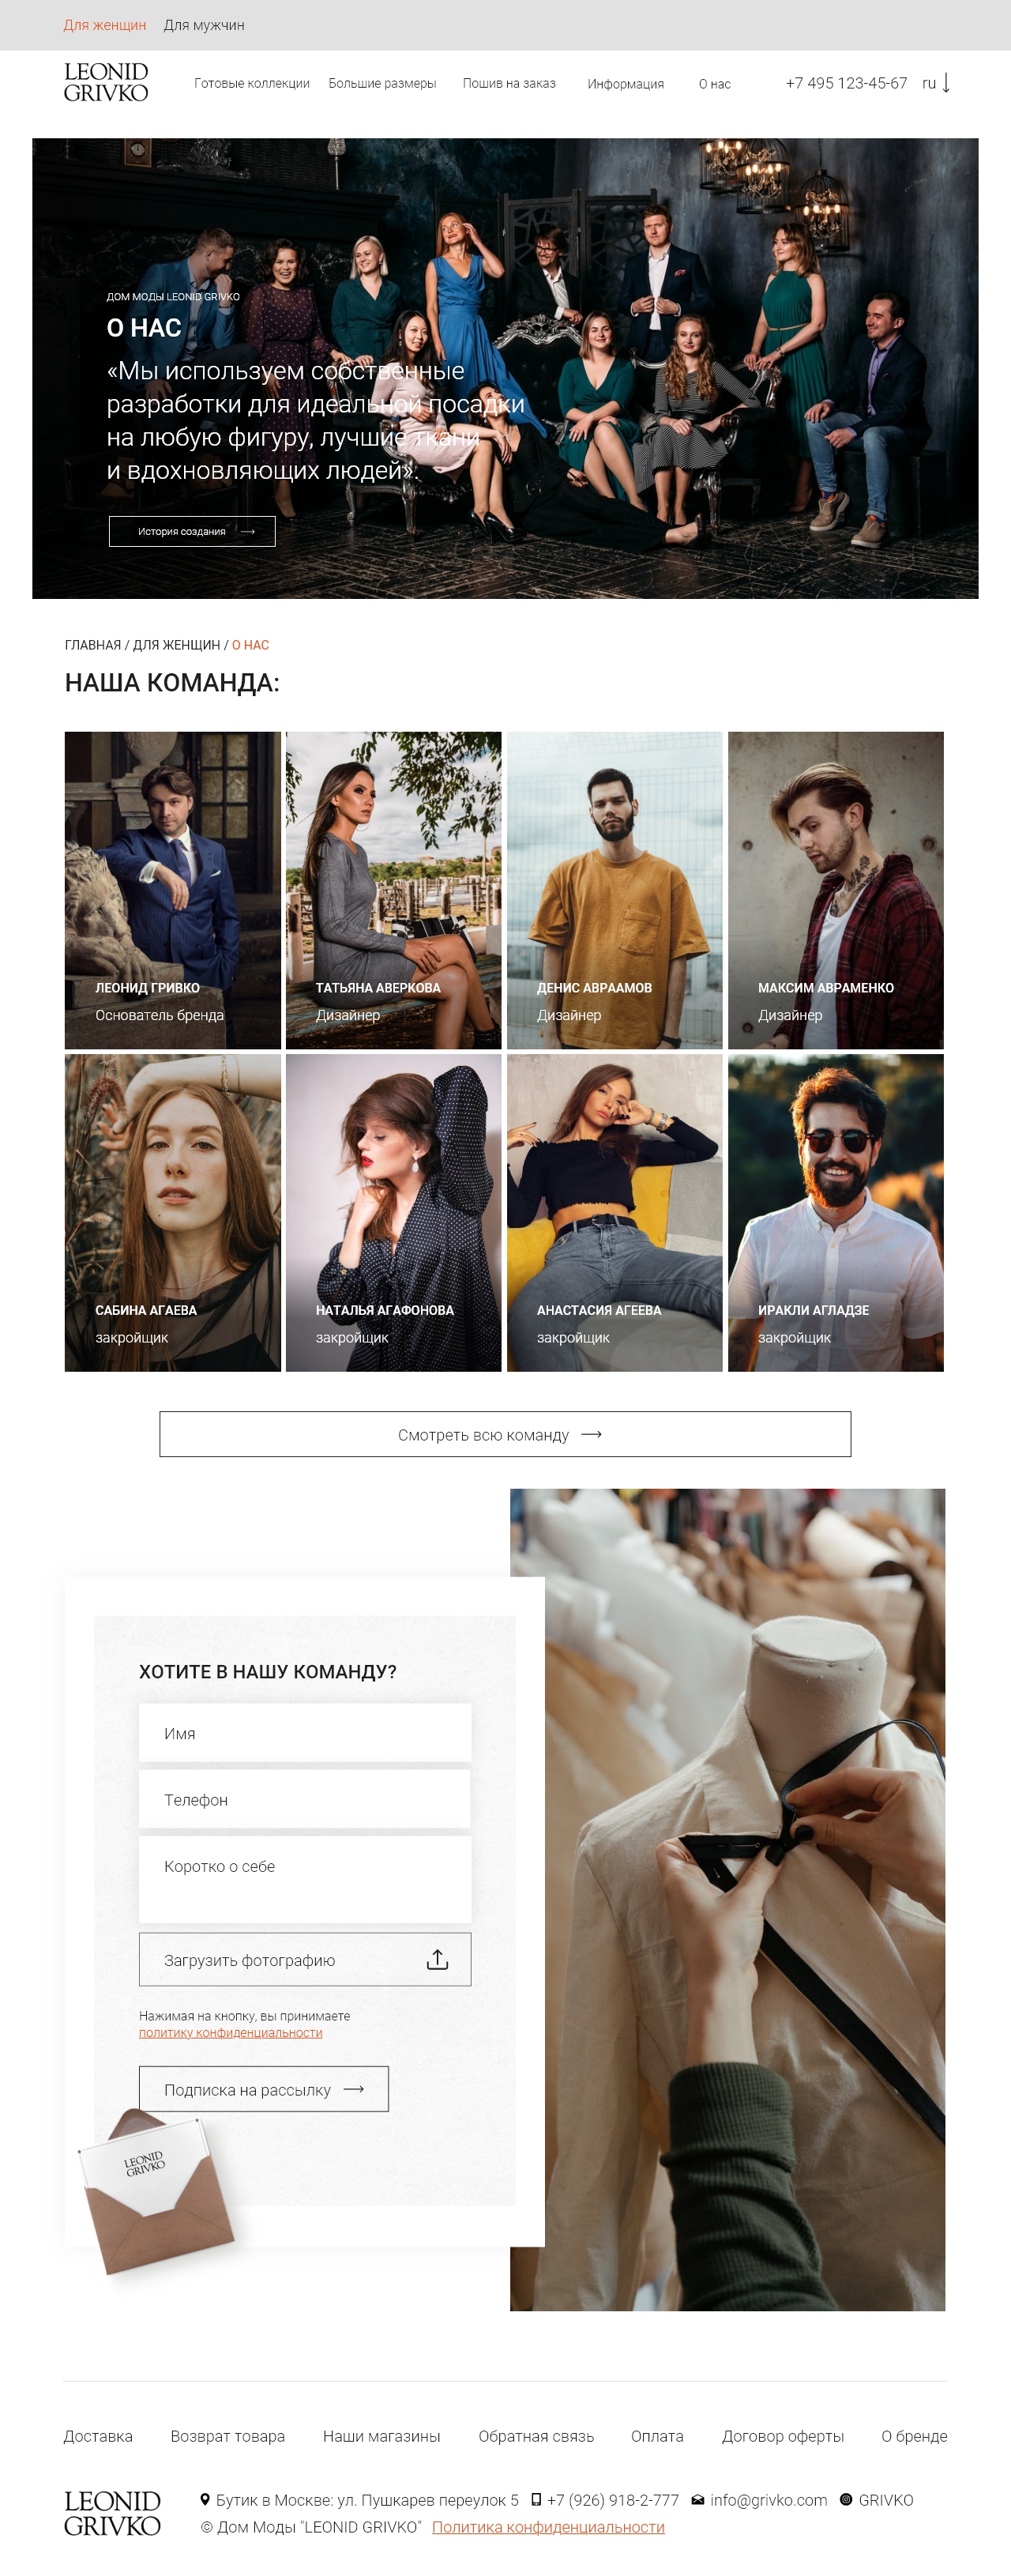 Для женщин Для мужчин
LEONID
GRIVKO
Готовые коллекции Большие размеры Пошив на заказ Информация О нас +7 495 123-45-67 ru
ДОМ МОДЫ LEONID GRIVKO
О НАС
«Мы используем собственные
разработки для идеальной посадки
на любую фигуру, лучшие ткани
и вдохновляющих людей».
История создания
ГЛАВНАЯ / ДЛЯ ЖЕНЩИН / О НАС
НАША КОМАНДА:
ЛЕОНИД ГРИВКО
Основатель бренда
ТАТЬЯНА АВЕРКОВА
Дизайнер
ДЕНИС АВРААМОВ
Дизайнер
МАКСИМ АВРАМЕНКО
Дизайнер
САБИНА АГАЕВА
закройщик
НАТАЛЬЯ АГАФОНОВА
закройщик
АНАСТАСИЯ АГЕЕВА
закройщик
ИРАКЛИ АГЛАДЗЕ
закройщик
Смотреть всю команду
ХОТИТЕ В НАШУ КОМАНДУ?
Имя
Телефон
Коротко о себе
Загрузить фотографию
Нажимая на кнопку, вы принимаете
политику конфиденциальности
Подписка на рассылку
LEONID
GRIVKO
Доставка Возврат товара Наши магазины Обратная связь Оплата Договор оферты О бренде
LEONID
GRIVKO
Бутик в Москве: ул. Пушкарев переулок 5 +7 (926) 918-2-777 info@grivko.com GRIVKO
© Дом Моды "LEONID GRIVKO" Политика конфиденциальности